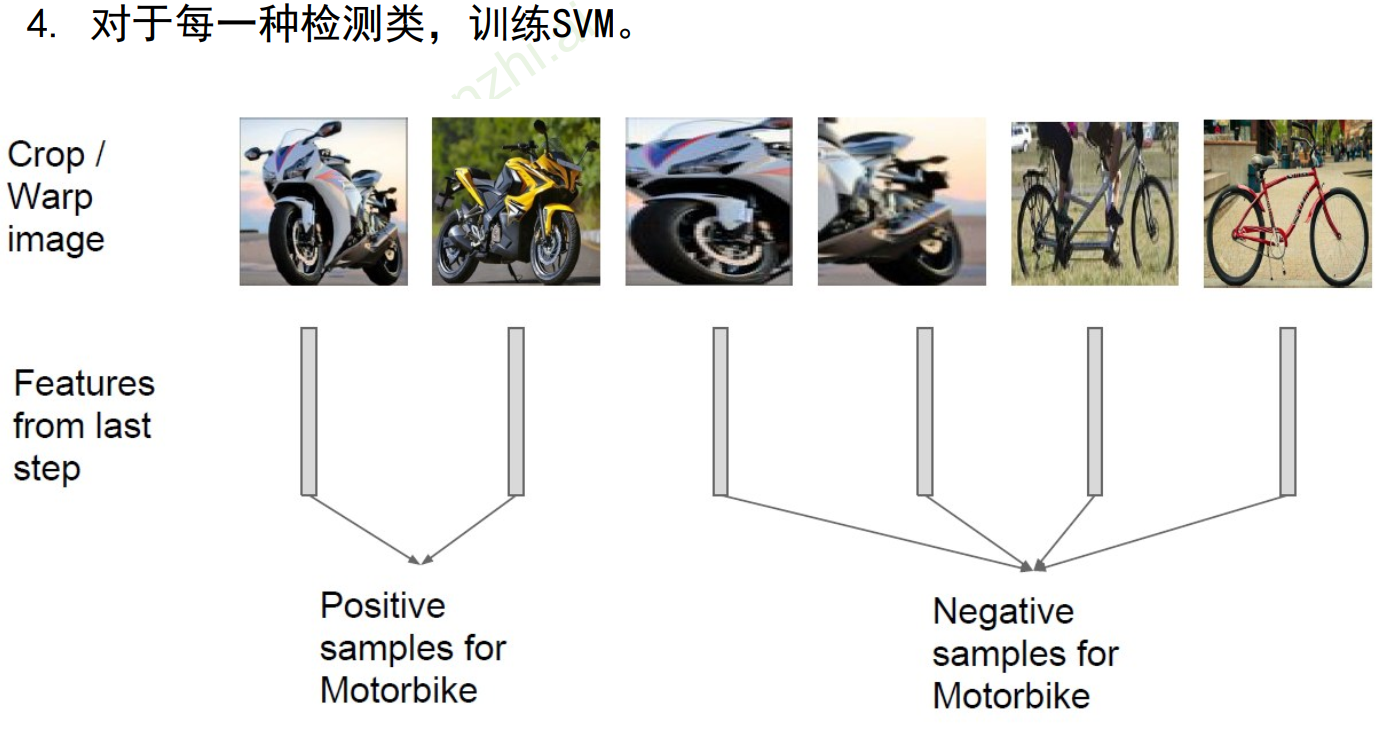 4. 对于每一种检测类，训练SVM。
Crop /
Warp
image
Features
from last
step
Positive
samples for
Motorbike
Negative
samples for
Motorbike